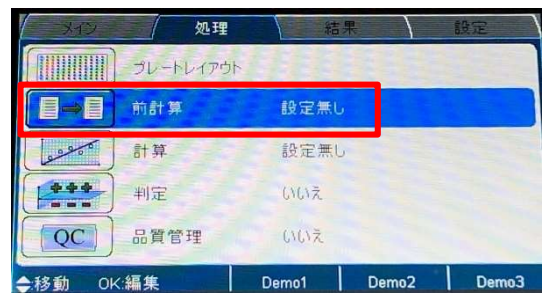 メイン 処理 結果 設定
プレートレイアウト
前計算 設定無し
計算 設定無し
判定 いいえ
QC 品質管理 いいえ
移動 OK:編集 Demo1 Demo2 Demo3